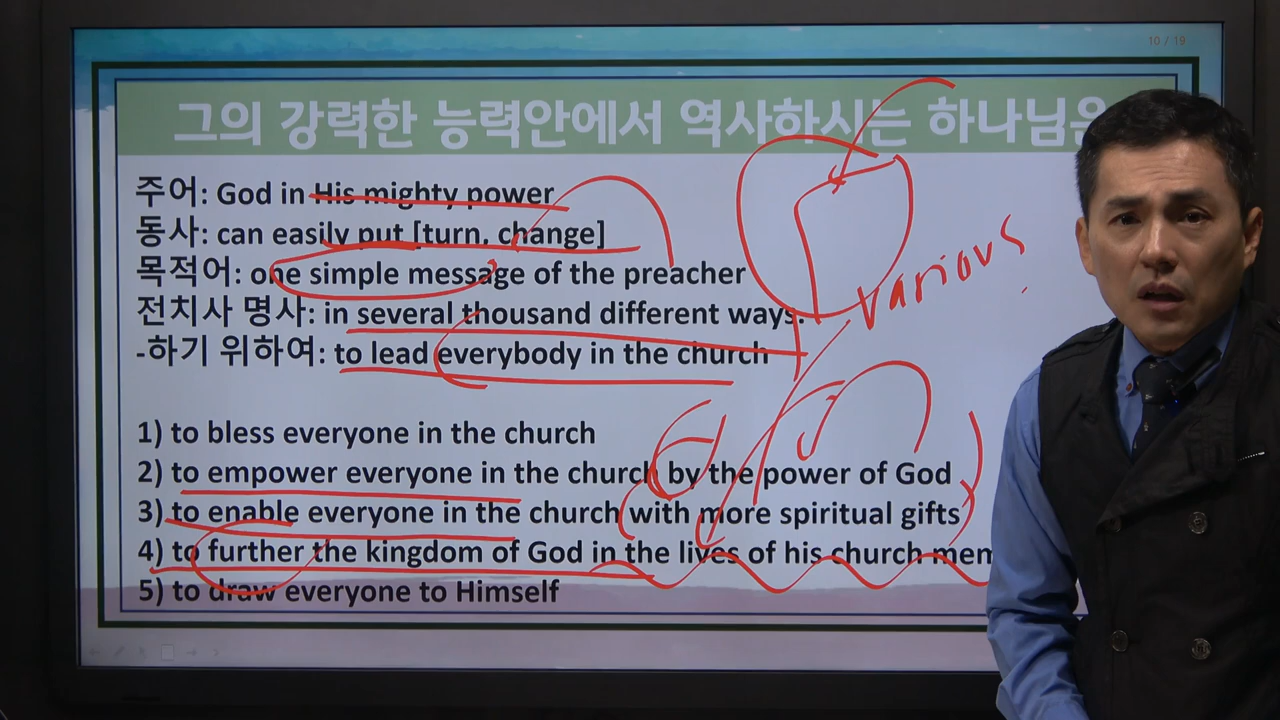 10 / 19
그의 강력한 능력안에서 역사하시는 하나님은
주어: God in His mighty power
동사: can easily put [turn, change]
목적어: one simple message of the preacher
전치사 명사: in several thousand different ways.
-하기 위하여: to lead everybody in the church
various
1) to bless everyone in the church
2) to empower everyone in the church by the power of God
3) to enable everyone in the church with more spiritual gifts
4) to further the kingdom of God in the lives of his church mem
5) to draw everyone to Himself